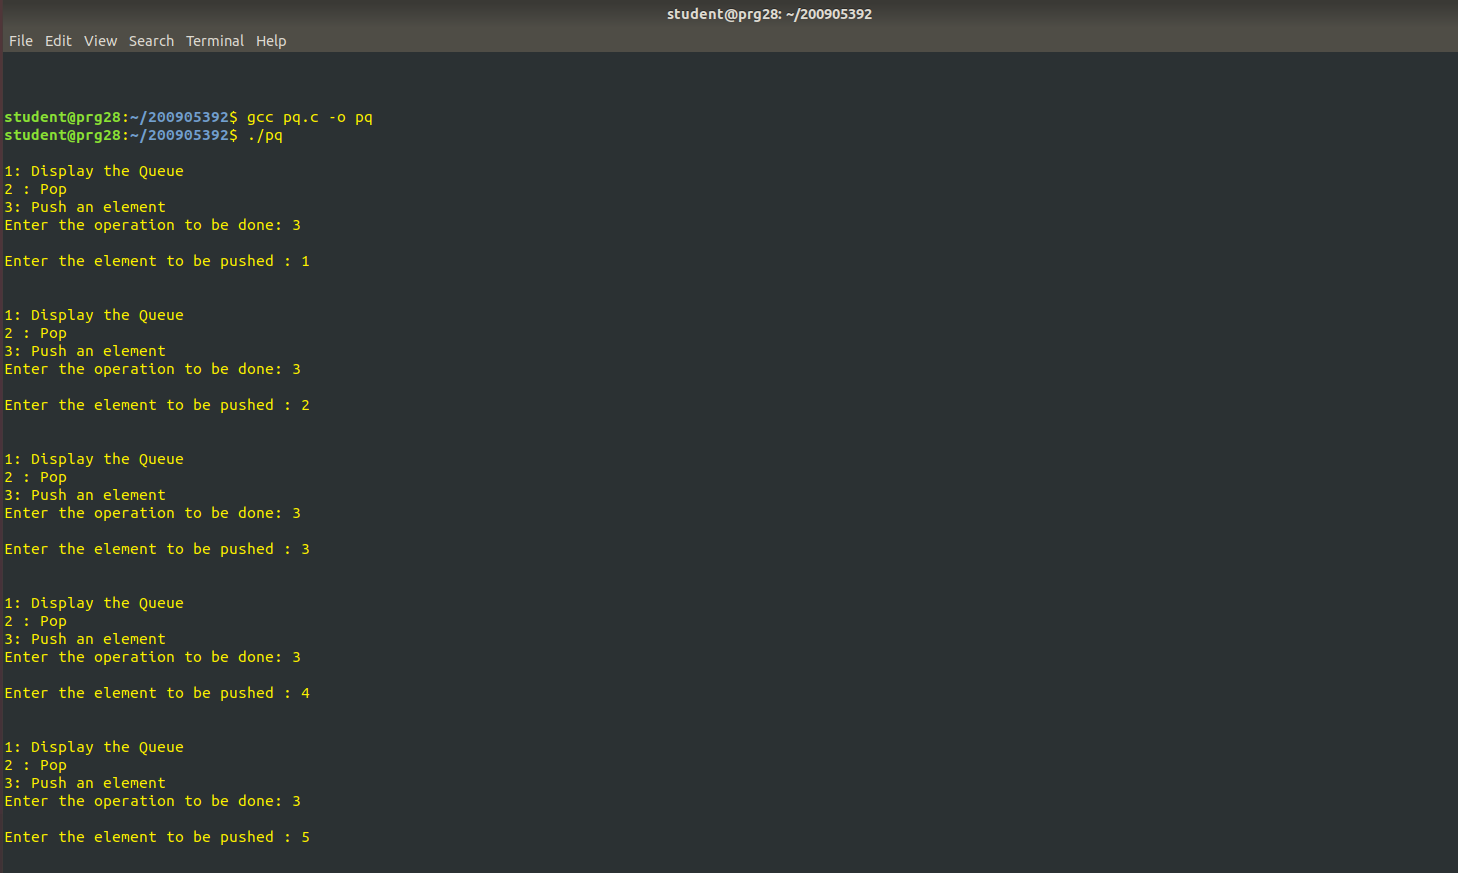 student@prg28: ~/200905392
File Edit View Search Terminal Help
student@prg28:~/200905392$ gcc pq.c -o pq
student@prg28:~/200905392$ ./pq
1: Display the Queue
2 : Pop
3: Push an element
Enter the operation to be done: 3
Enter the element to be pushed : 1
1: Display the Queue
2 : Pop
3: Push an element
Enter the operation to be done: 3
Enter the element to be pushed : 2
1: Display the Queue
2 : Pop
3: Push an element
Enter the operation to be done: 3
Enter the element to be pushed : 3
1: Display the Queue
2 : Pop
3: Push an element
Enter the operation to be done: 3
Enter the element to be pushed : 4
1: Display the Queue
2 : Pop
3: Push an element
Enter the operation to be done: 3
Enter the element to be pushed : 5